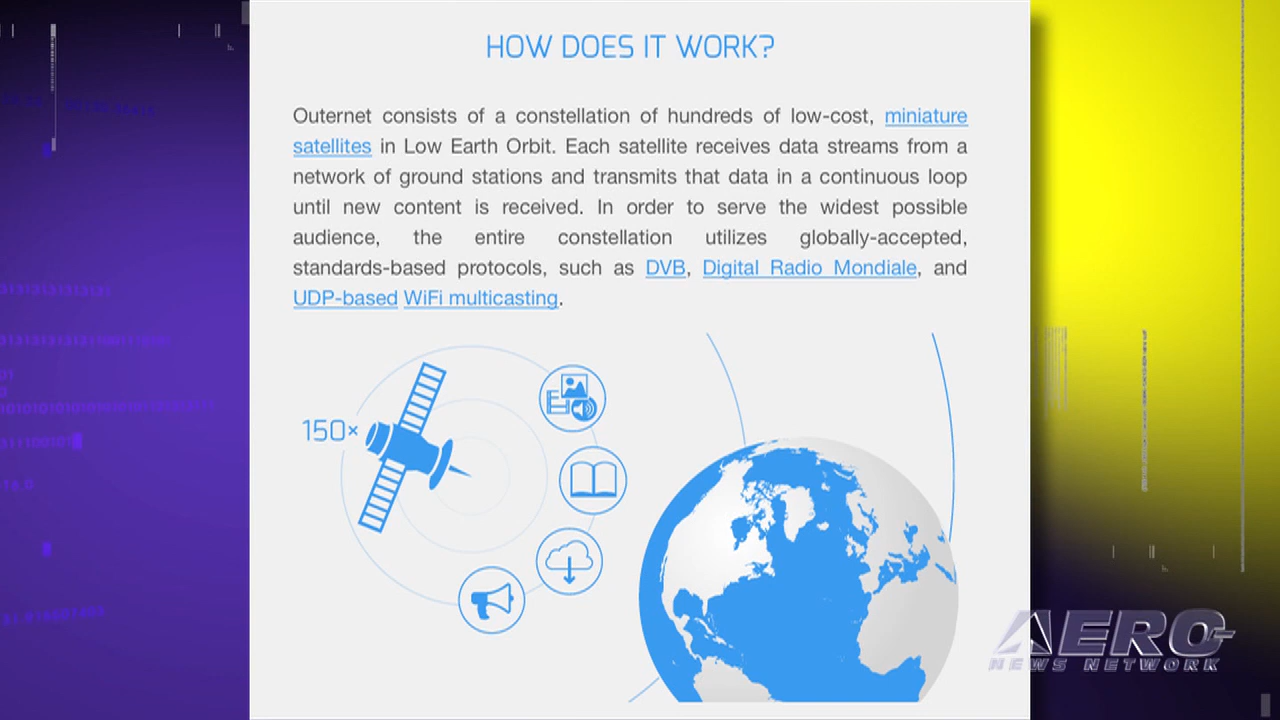 HOW DOES IT WORK?
Outernet consists of a constellation of hundreds of low-cost, miniature
satellites in Low Earth Orbit. Each satellite receives data streams from a
network of ground stations and transmits that data in a continuous loop
until new content is received. In order to serve the widest possible
audience, the entire constellation utilizes globally-accepted,
standards-based protocols, such as DVB, Digital Radio Mondiale, and
UDP-based WiFi multicasting.
150×
AERO-
NEWS NETWORK